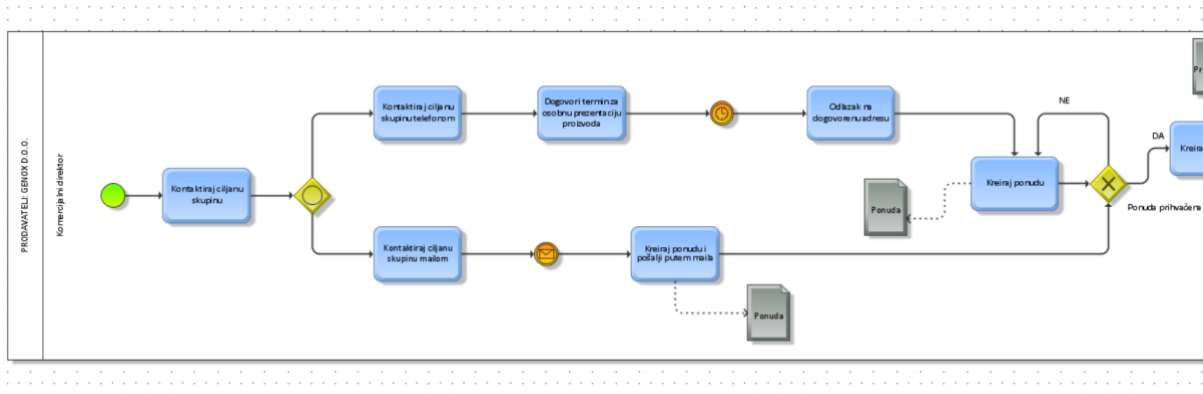 PRODAVATELJ: GENOX D.O.O.
Komercijalni direktor
Kontaktiraj ciljanu
skupinu
Kontaktiraj ciljanu
skupinu telefonom
Dogovori termin za
osobnu prezentaciju
proizvoda
Odlazak na
dogovorenu adresu
Kontaktiraj ciljanu
skupinu mailom
Kreiraj ponudu i
pošalji putem maila
Ponuda
Ponuda
Kreiraj ponudu
NE
DA
Ponuda prihvaćena
Kreira
Pr